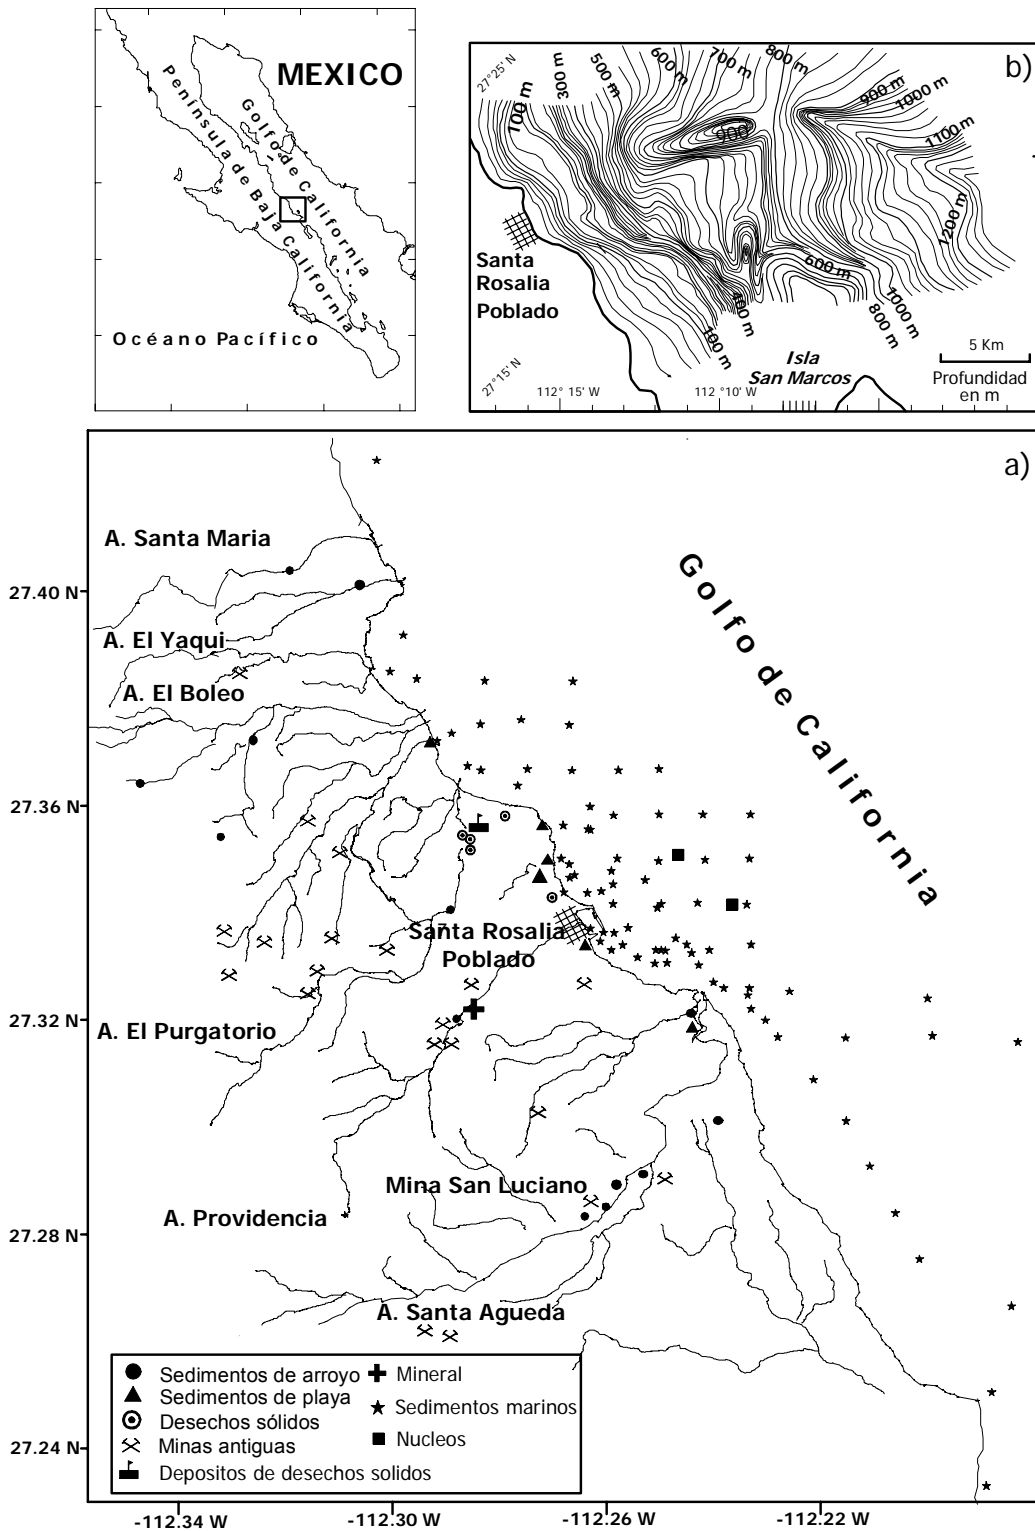 MEXICO
Península de Baja California
Golfo de California
Océano Pacífico
b)
27°25' N
100 m
300 m
500 m
600 m
700 m
800 m
900 m
1000 m
1100 m
1200 m
900
600 m
400 m
100 m
800 m
1000 m
Santa
Rosalia
Poblado
27°15' N
112° 15' W
112° 10' W
Isla
San Marcos
5 Km
Profundidad
en m
a)
Golfo de California
A. Santa Maria
27.40 N
A. El Yaqui
A. El Boleo
27.36 N
Santa Rosalia
Poblado
27.32 N
A. El Purgatorio
Mina San Luciano
A. Providencia
27.28 N
A. Santa Agueda
Sedimentos de arroyo
Sedimentos de playa
Desechos sólidos
Minas antiguas
Depositos de desechos solidos
Mineral
Sedimentos marinos
Nucleos
27.24 N
-112.34 W
-112.30 W
-112.26 W
-112.22 W